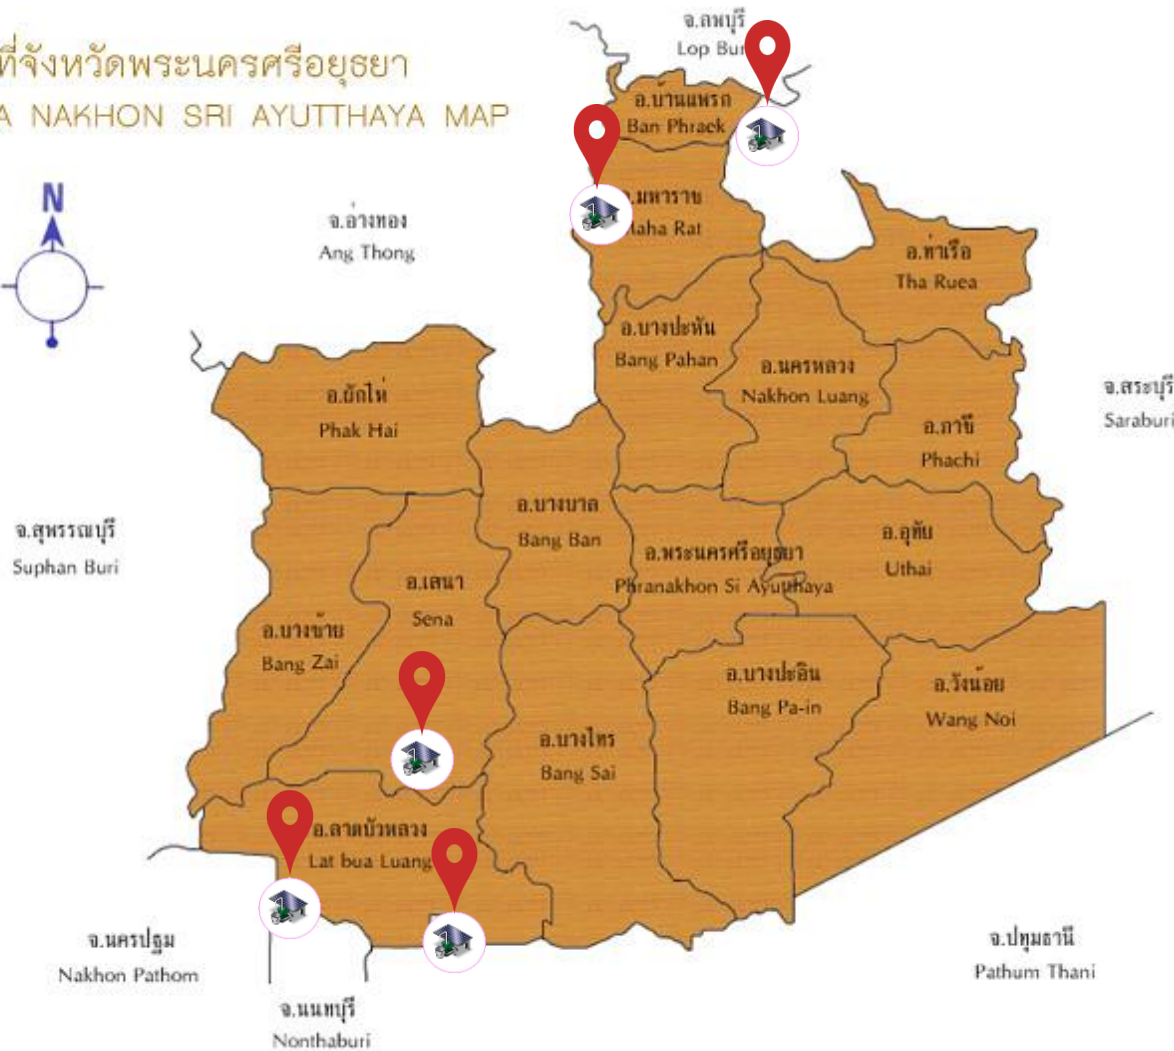 ที่จังหวัดพระนครศรีอยุธยา
A NAKHON SRI AYUTTHAYA MAP
N
จ.ลพบุรี
Lop Bur
อ.บ้านแพรก
Ban Phraek
อ.มหาราช
Maha Rat
จ.อ่างทอง
Ang Thong
อ.ท่าเรือ
Tha Ruea
อ.บางปะหัน
Bang Pahan
อ.นครหลวง
Nakhon Luang
อ.ผักไห่
Phak Hai
จ.สระบุรี
Saraburi
อ.ภาชี
Phachi
อ.บางบาล
Bang Ban
จ.สุพรรณบุรี
Suphan Buri
อ.พระนครศรีอยุธยา
Phranakhon Si Ayutthaya
อ.อุทัย
Uthai
อ.เสนา
Sena
อ.บางซ้าย
Bang Zai
อ.บางปะอิน
Bang Pa-in
อ.วังน้อย
Wang Noi
อ.บางไทร
Bang Sai
อ.ลาดบัวหลวง
Lat bua Luang
จ.นครปฐม
Nakhon Pathom
จ.ปทุมธานี
Pathum Thani
จ.นนทบุรี
Nonthaburi